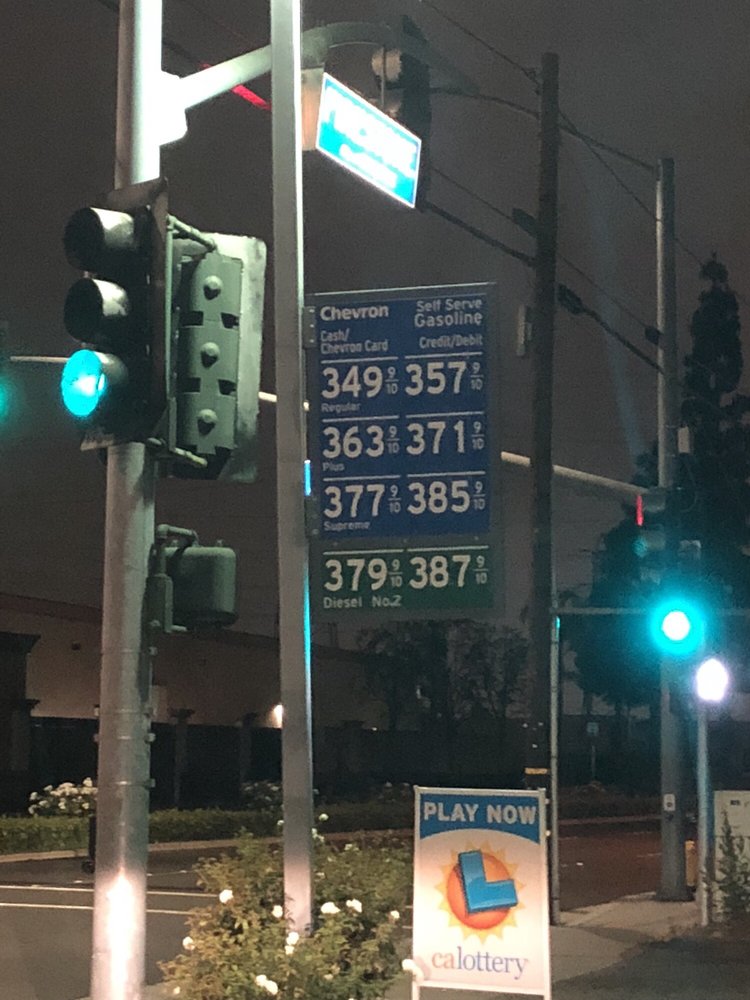 Chevron Self Serve Gasoline
Cash/ Chevron Card Credit/Debit
349 9/10 357 9/10
Regular
363 9/10 371 9/10
Plus
377 9/10 385 9/10
Supreme
379 9/10 387 9/10
Diesel No.2
PLAY NOW
calottery